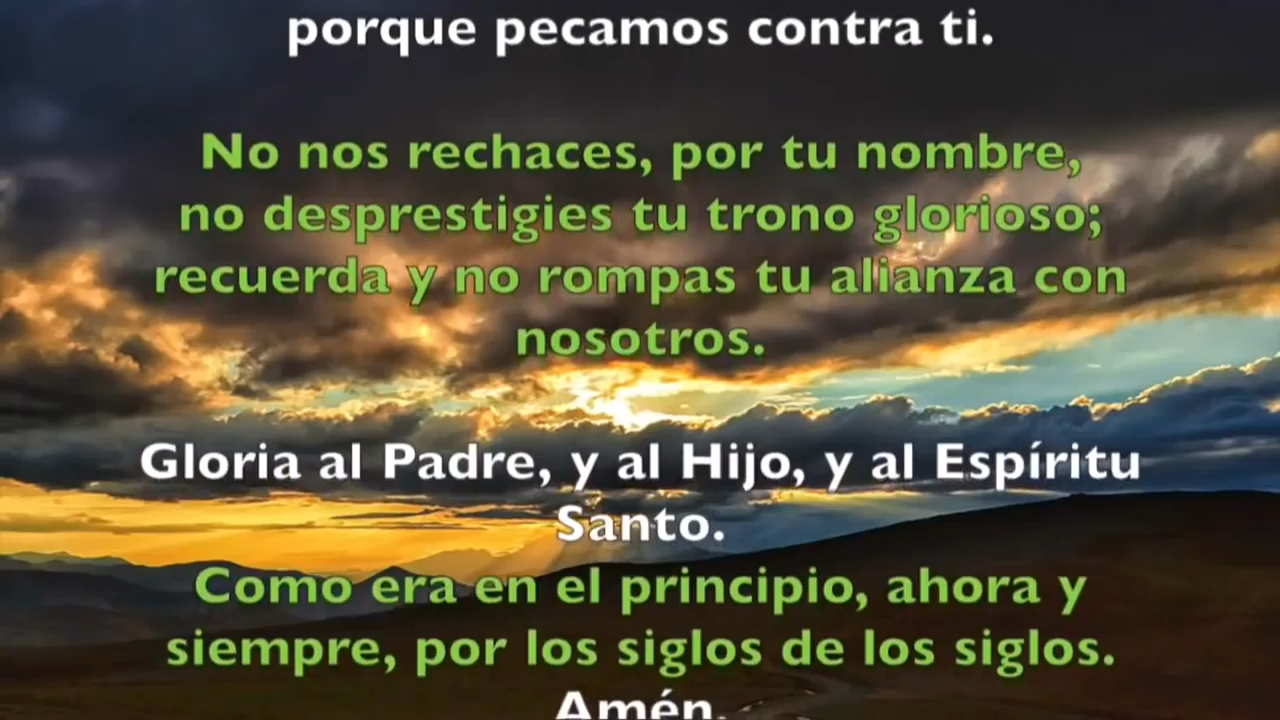 porque pecamos contra ti.
No nos rechaces, por tu nombre,
no desprestigies tu trono glorioso;
recuerda y no rompas tu alianza con
nosotros.
Gloria al Padre, y al Hijo, y al Espíritu
Santo.
Como era en el principio, ahora y
siempre, por los siglos de los siglos.
Amén.